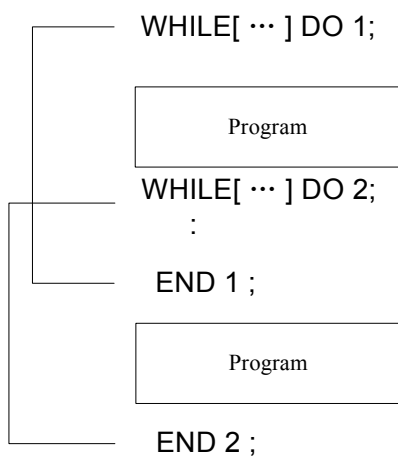 WHILE[ ··· ] DO 1;
Program
WHILE[ ··· ] DO 2;
:
END 1 ;
Program
END 2 ;